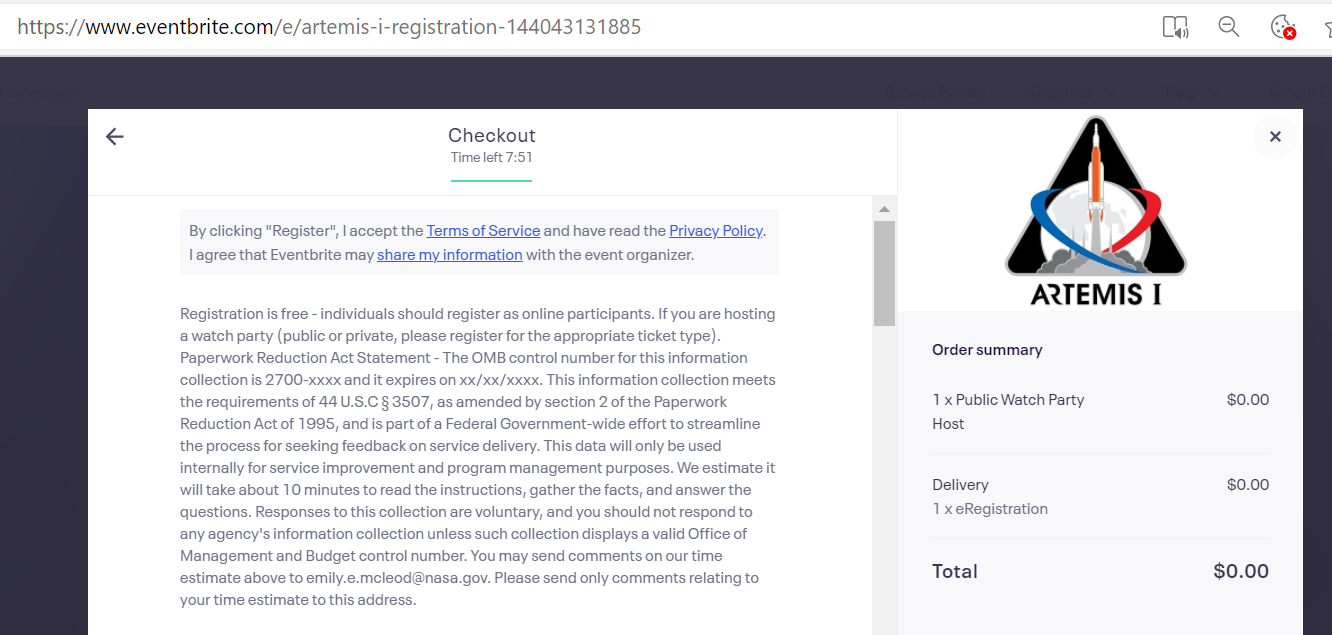 https://www.eventbrite.com/e/artemis-i-registration-144043131885
Browse Events Organize Help Create E
Checkout
Time left 7:51
By clicking "Register", I accept the Terms of Service and have read the Privacy Policy.
I agree that Eventbrite may share my information with the event organizer.
Registration is free - individuals should register as online participants. If you are hosting
a watch party (public or private, please register for the appropriate ticket type).
Paperwork Reduction Act Statement - The OMB control number for this information
collection is 2700-xxxx and it expires on xx/xx/xxxx. This information collection meets
the requirements of 44 U.S.C § 3507, as amended by section 2 of the Paperwork
Reduction Act of 1995, and is part of a Federal Government-wide effort to streamline
the process for seeking feedback on service delivery. This data will only be used
internally for service improvement and program management purposes. We estimate it
will take about 10 minutes to read the instructions, gather the facts, and answer the
questions. Responses to this collection are voluntary, and you should not respond to
any agency's information collection unless such collection displays a valid Office of
Management and Budget control number. You may send comments on our time
estimate above to emily.e.mcleod@nasa.gov. Please send only comments relating to
your time estimate to this address.
ARTEMIS I
Order summary
1 x Public Watch Party $0.00
Host
Delivery $0.00
1 x eRegistration
Total $0.00